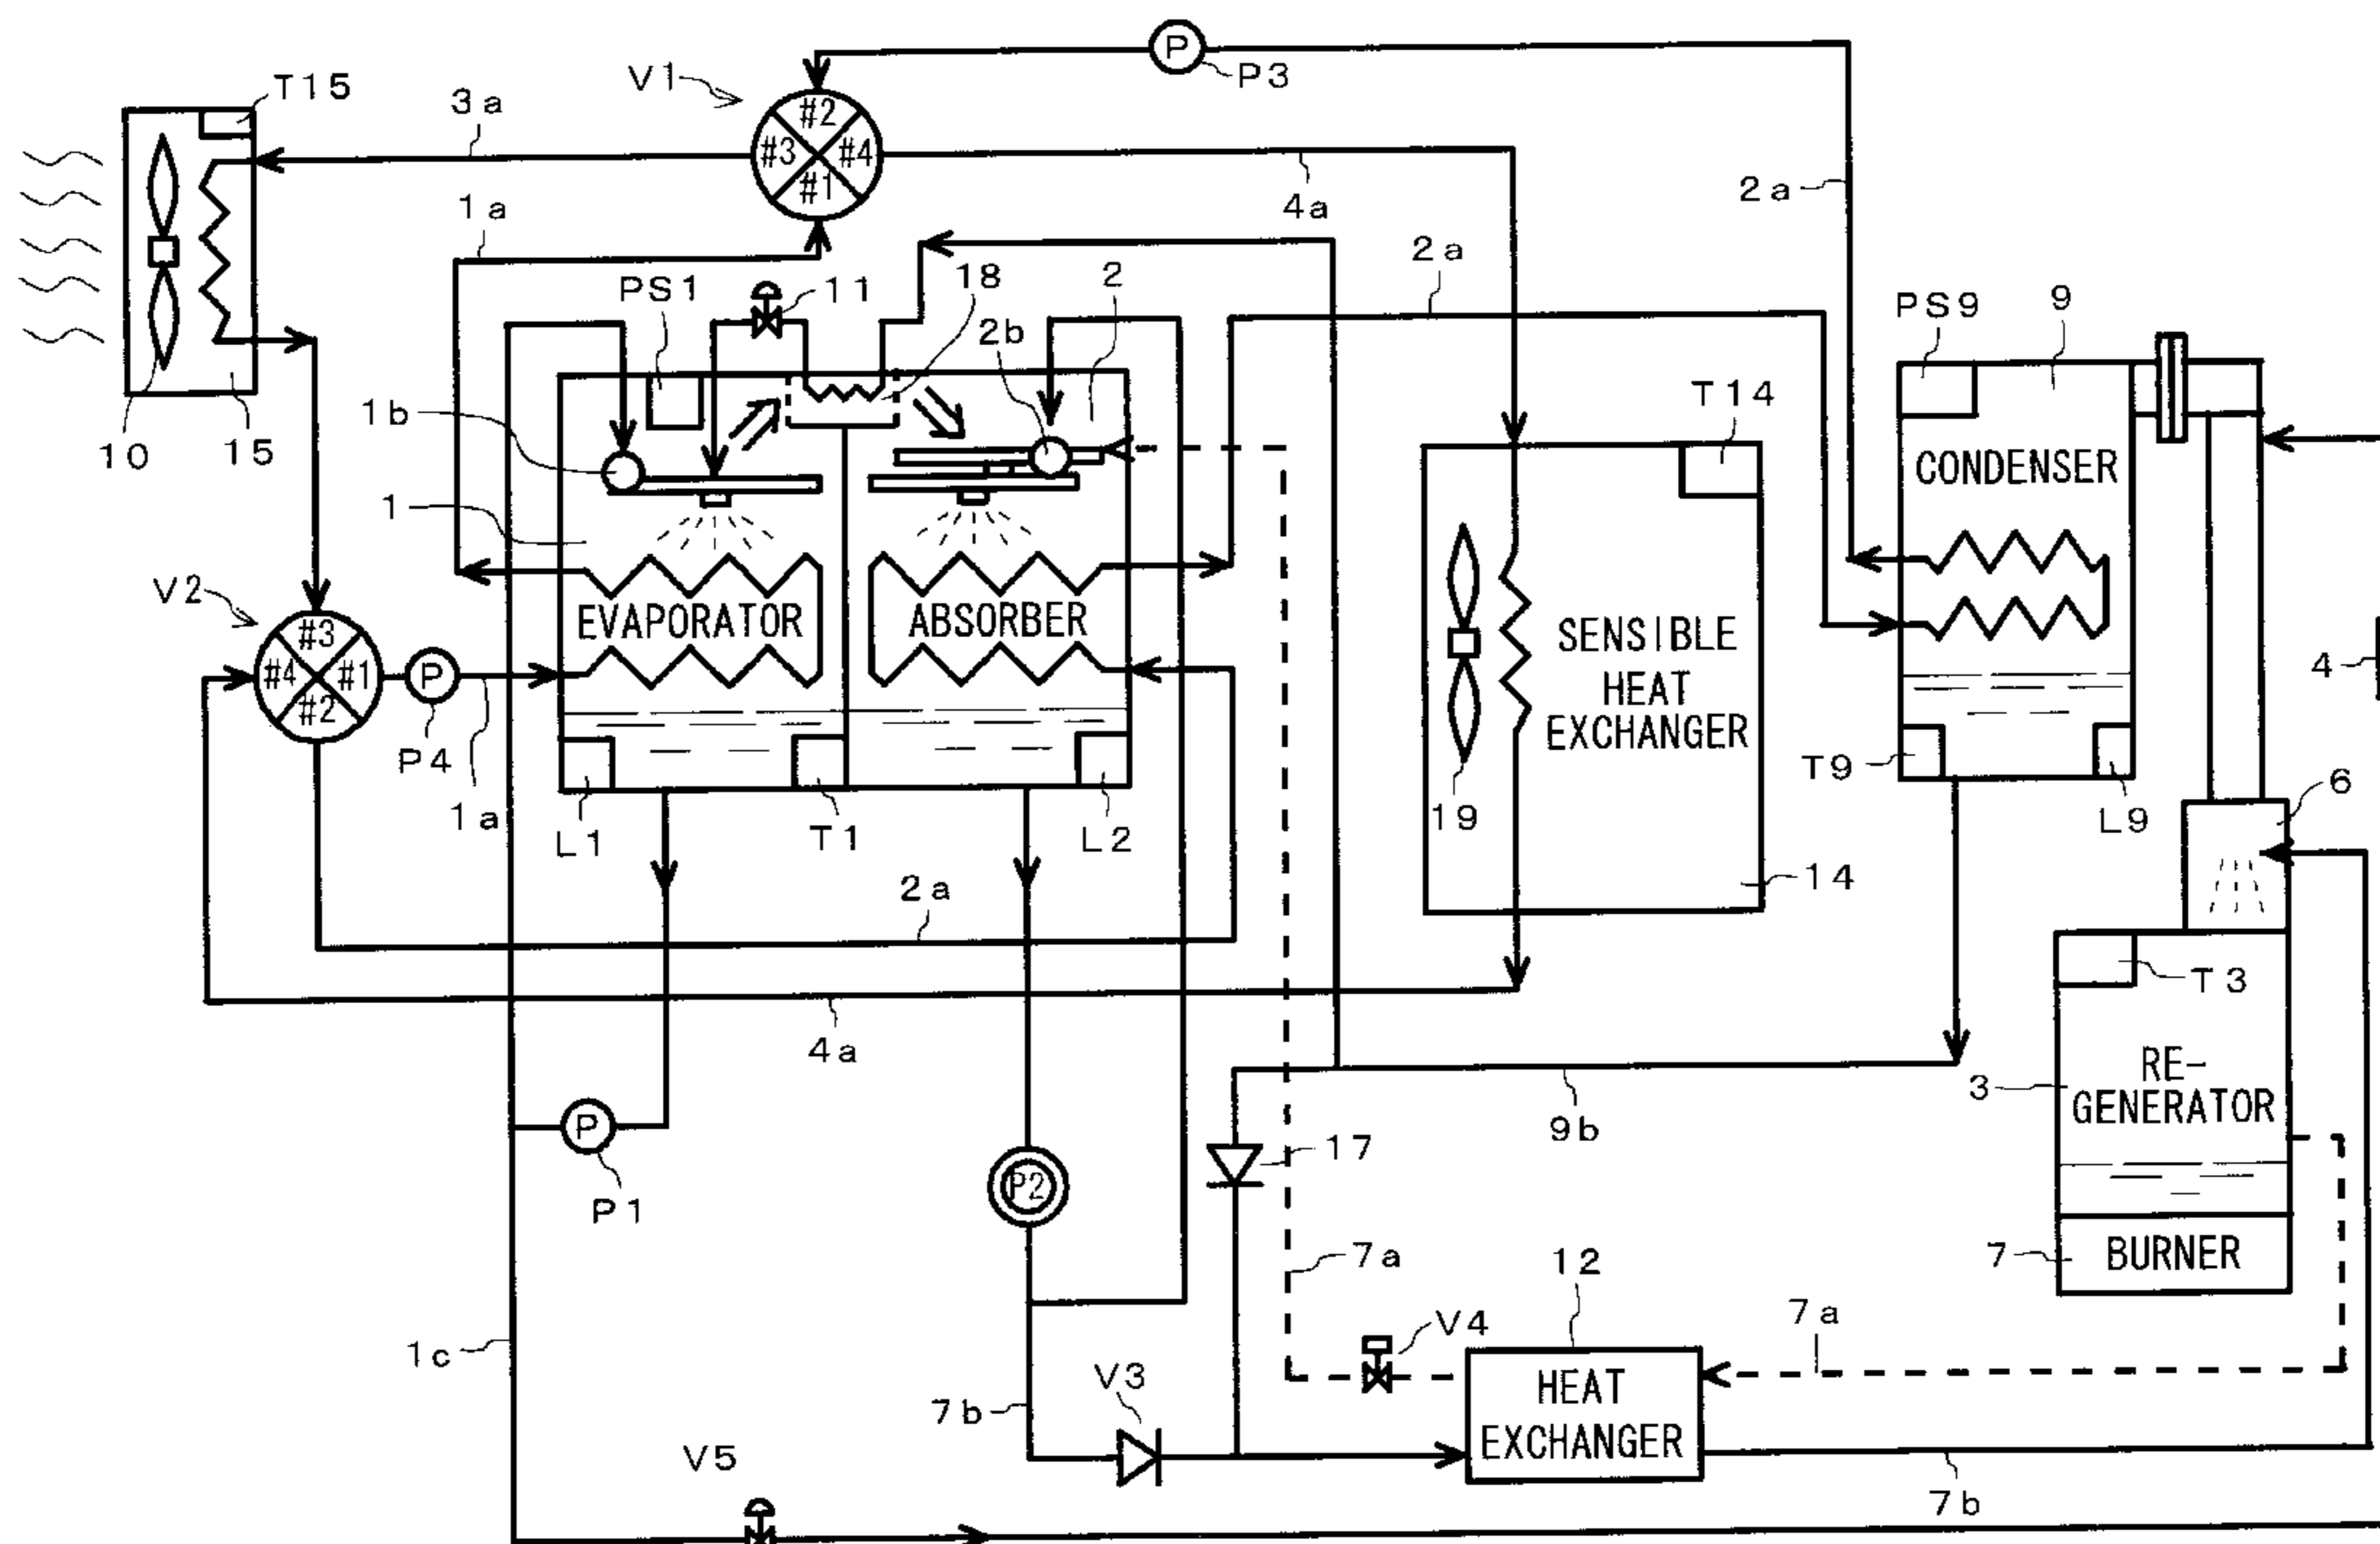 P
P3
V1
T15
3a
#2
#3
#4
#1
1a
4a
2a
2a
PS1
11
18
2
2b
PS9
9
T14
1b
10
15
CONDENSER
1
V2
EVAPORATOR
ABSORBER
SENSIBLE
HEAT
EXCHANGER
#3
#4
#1
#2
P
P4
4
1a
L1
T1
L2
19
T9
L9
6
14
2a
T3
4a
RE-
GENERATOR
3
P
P1
P2
9b
17
7a
12
7
BURNER
7a
V4
1c
V3
7b
HEAT
EXCHANGER
V5
7b